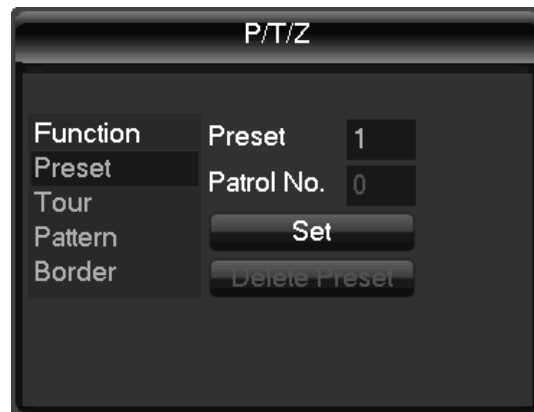 P/T/Z
Function
Preset
Tour
Pattern
Border
Preset 1
Patrol No. 0
Set
Delete Preset